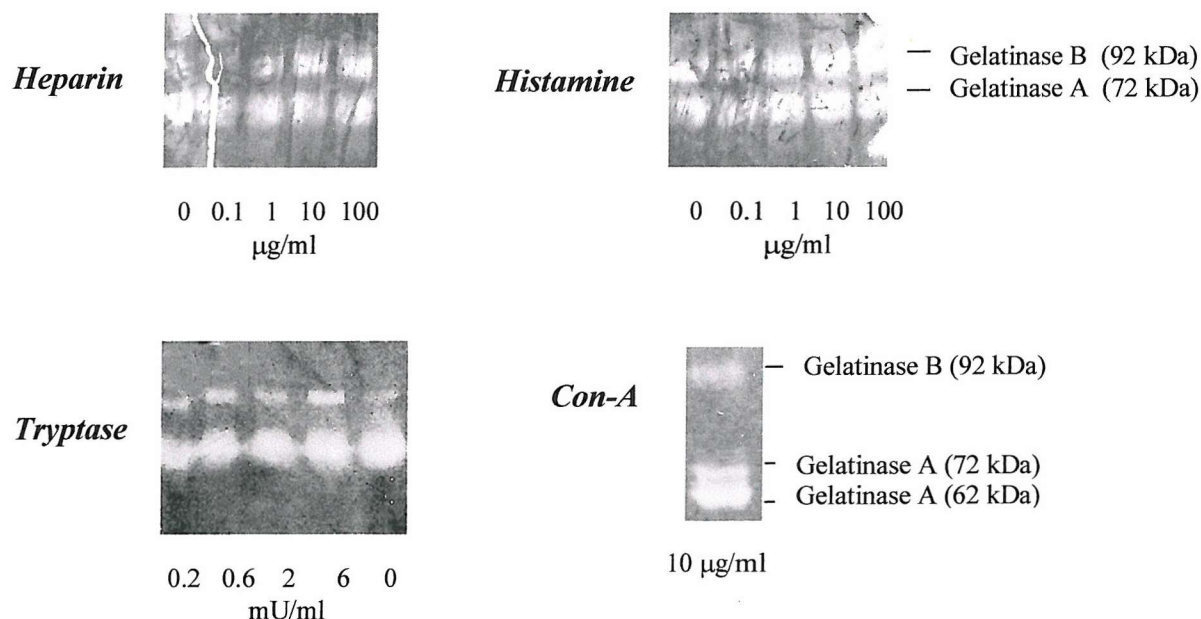 Heparin
Histamine
Gelatinase B (92 kDa)
Gelatinase A (72 kDa)
0 0.1 1 10 100
μg/ml
0 0.1 1 10 100
μg/ml
Tryptase
Con-A
Gelatinase B (92 kDa)
Gelatinase A (72 kDa)
Gelatinase A (62 kDa)
0.2 0.6 2 6 0
mU/ml
10 μg/ml